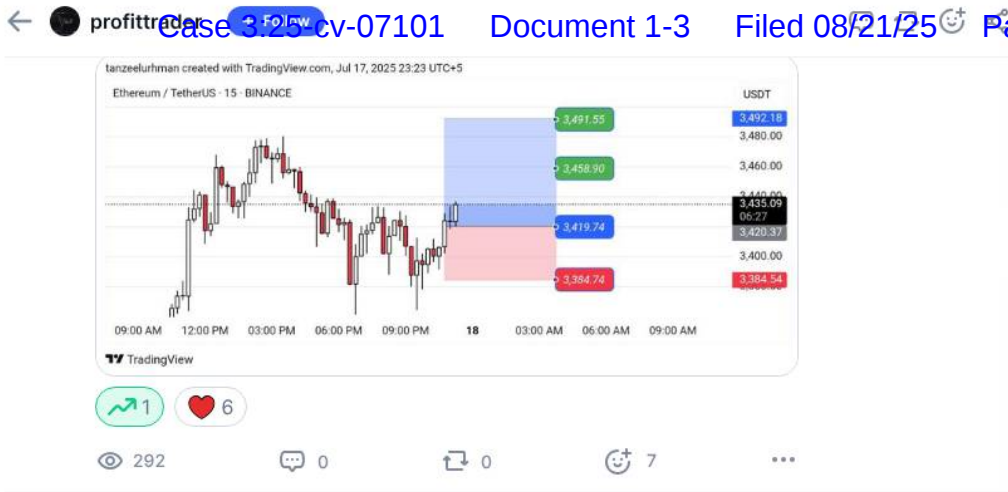 profittrader + Follow
Case 3:25-cv-07101 Document 1-3 Filed 08/21/25
tanzeelurhman created with TradingView.com, Jul 17, 2025 23:23 UTC+5
Ethereum / TetherUS · 15 · BINANCE
USDT
3,491.55
3,492.18
3,480.00
3,458.90
3,460.00
3,440.00
3,435.09
06:27
3,419.74
3,420.37
3,400.00
3,384.74
3,384.54
09:00 AM 12:00 PM 03:00 PM 06:00 PM 09:00 PM 18 03:00 AM 06:00 AM 09:00 AM
TradingView
1 6
292 0 0 7